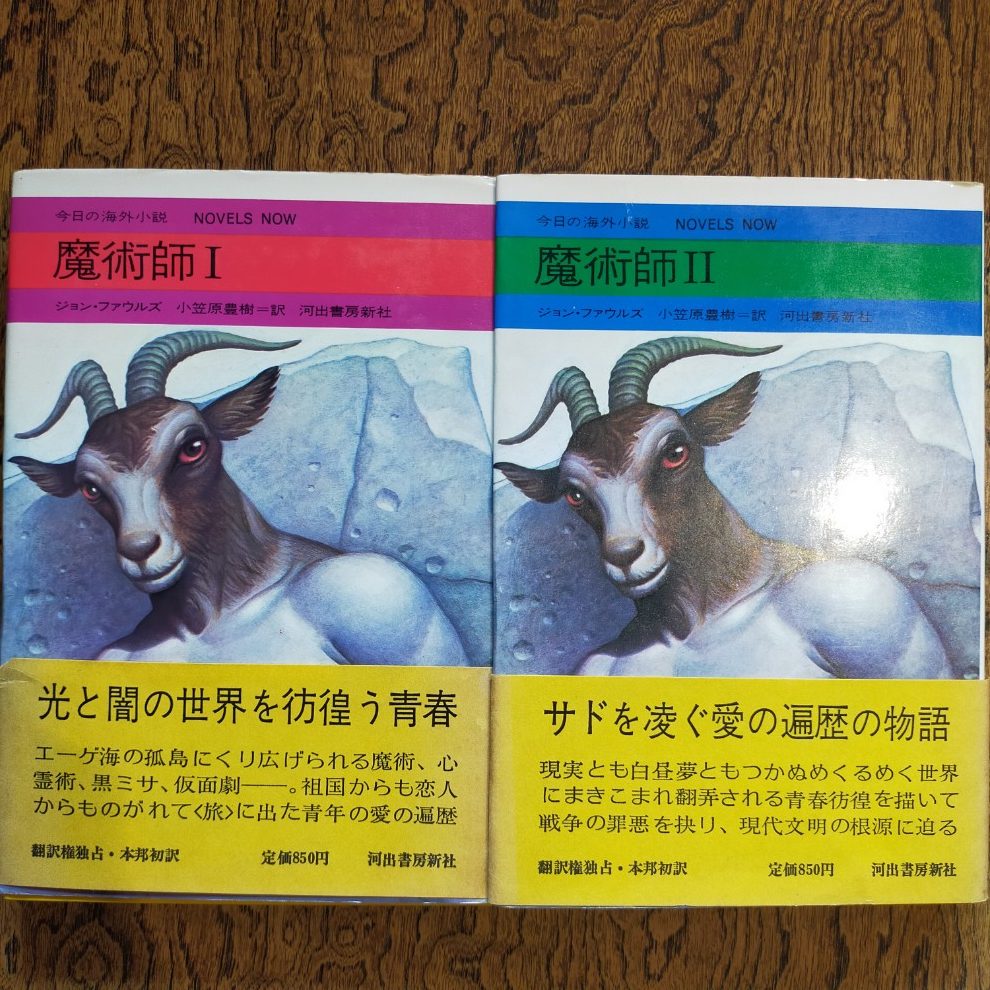 今日の海外小説 NOVELS NOW
魔術師 I
ジョン・ファウルズ 小笠原豊樹=訳 河出書房新社
光と闇の世界を彷徨う青春
エーゲ海の孤島にくり広げられる魔術、心
霊術、黒ミサ、仮面劇――。祖国からも恋人
からものがれて〈旅〉に出た青年の愛の遍歴
翻訳権独占・本邦初訳 定価850円 河出書房新社
今日の海外小説 NOVELS NOW
魔術師 II
ジョン・ファウルズ 小笠原豊樹=訳 河出書房新社
サドを凌ぐ愛の遍歴の物語
現実とも白昼夢ともつかぬめくるめく世界
にまきこまれ翻弄される青春彷徨を描いて
戦争の罪悪を抉り、現代文明の根源に迫る
翻訳権独占・本邦初訳 定価850円 河出書房新社